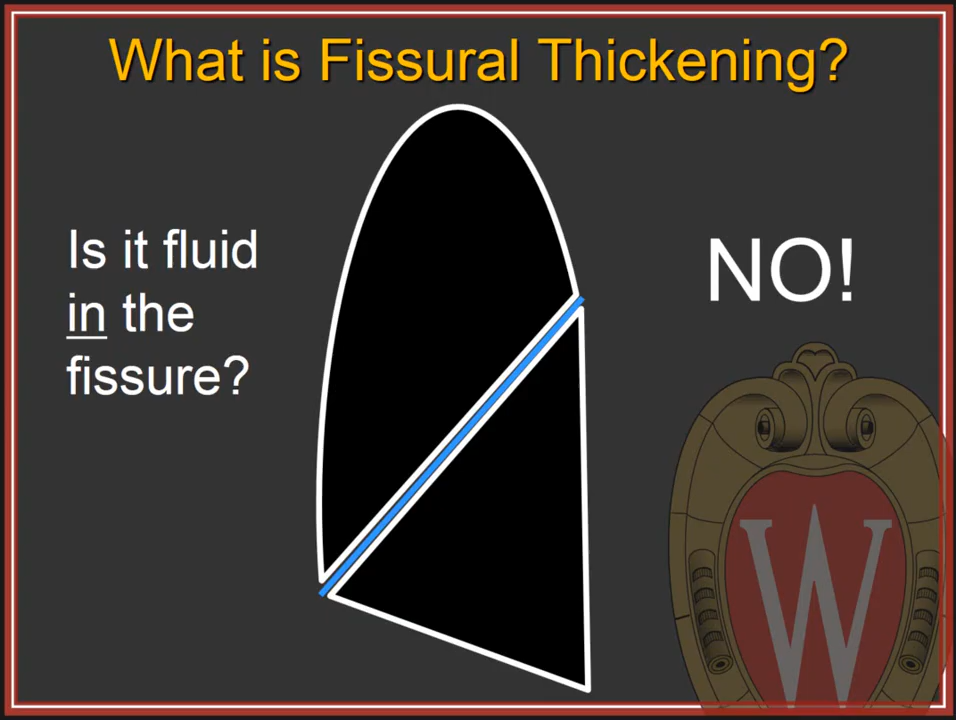 What is Fissural Thickening?
Is it fluid
in the
fissure?
NO!
W